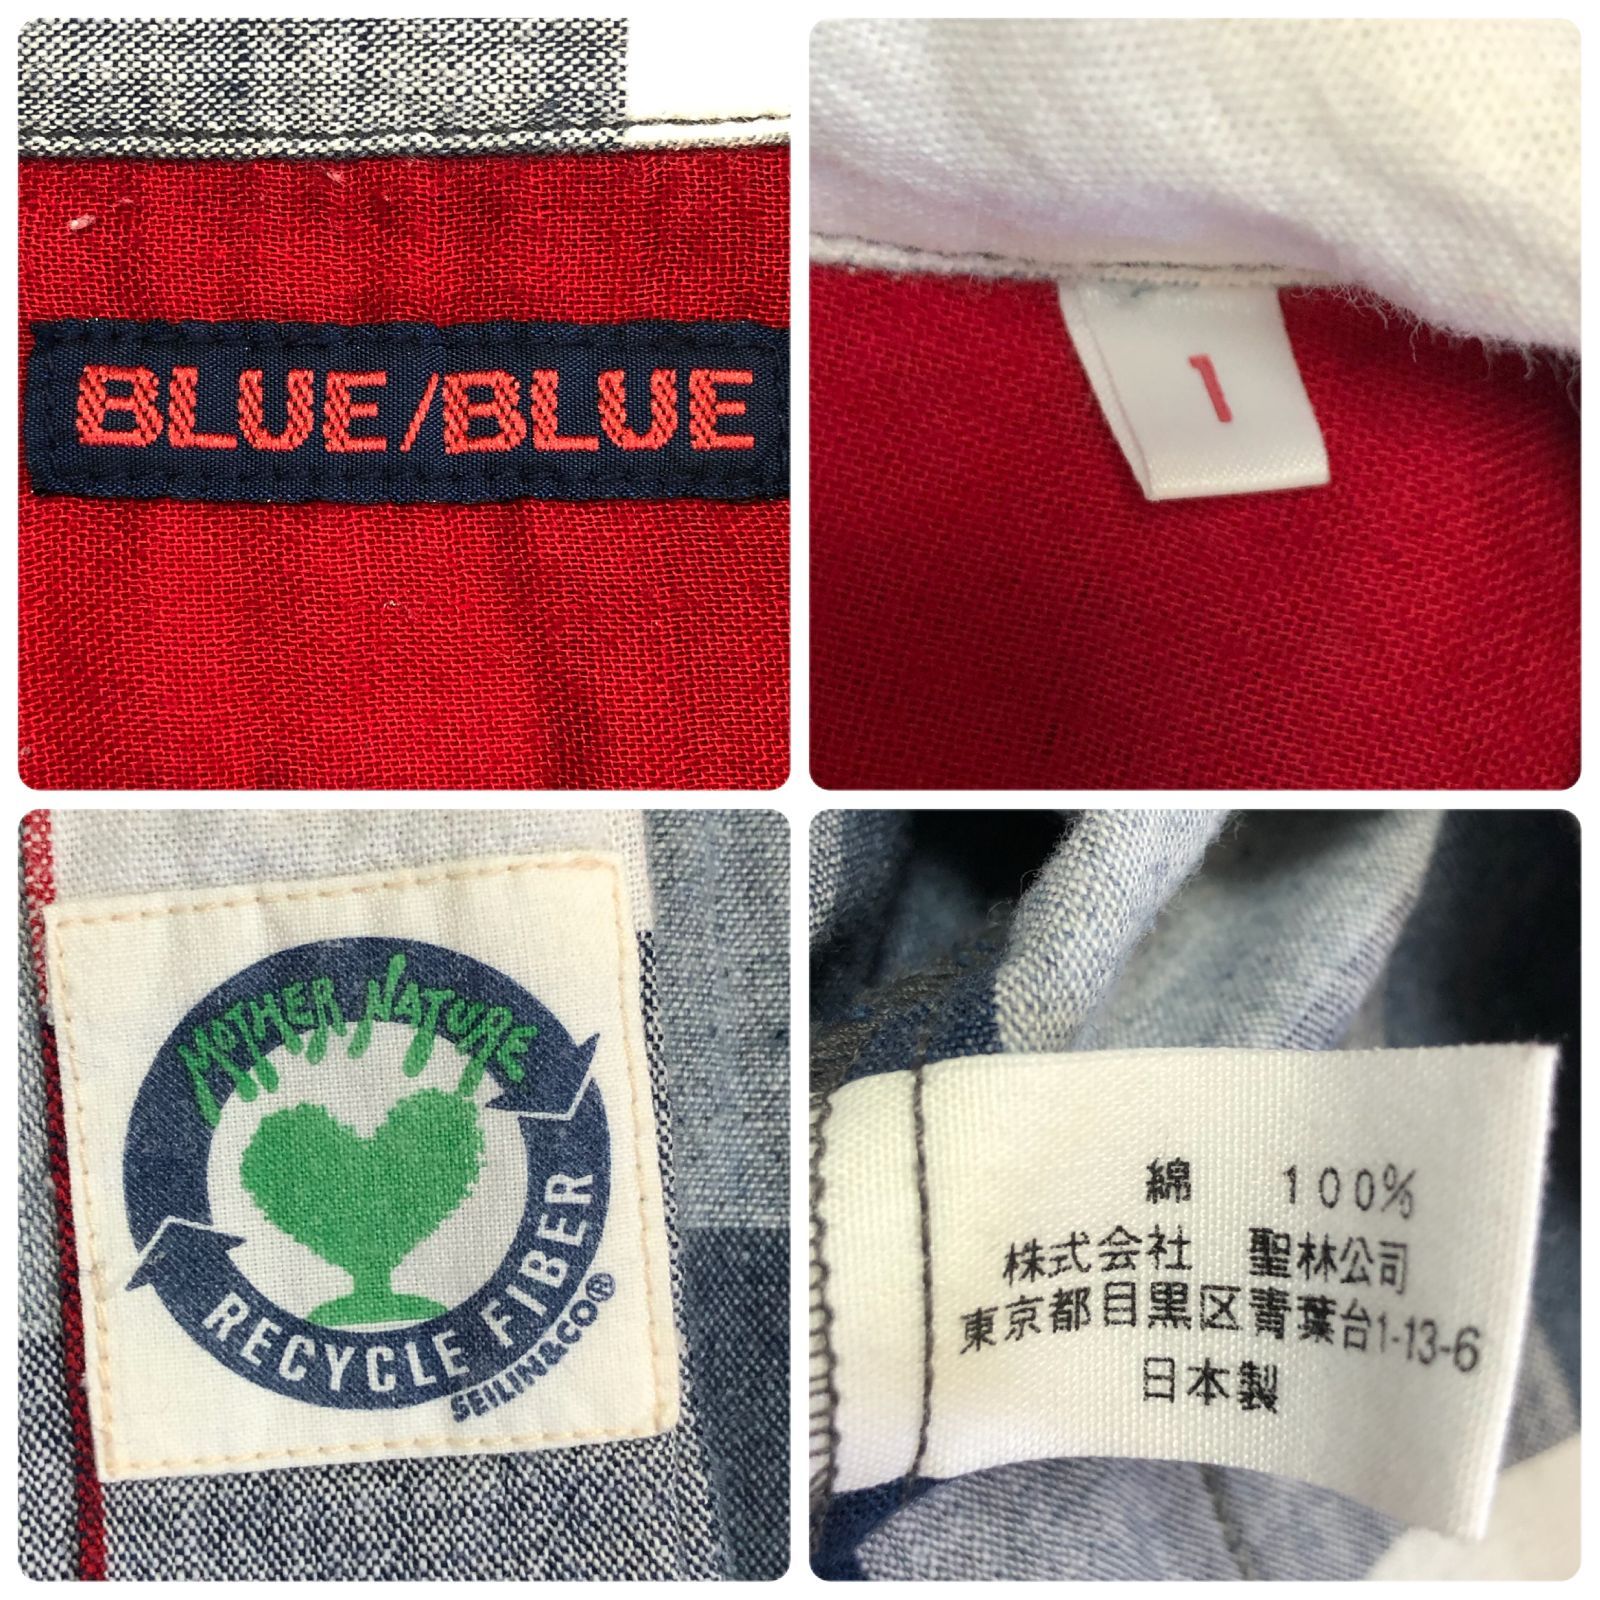 BLUE/BLUE
1
MOTHER NATURE
RECYCLE FIBER
SEILIN&CO®
綿 100%
株式会社 聖林公司
東京都目黒区青葉台1-13-6
日本製